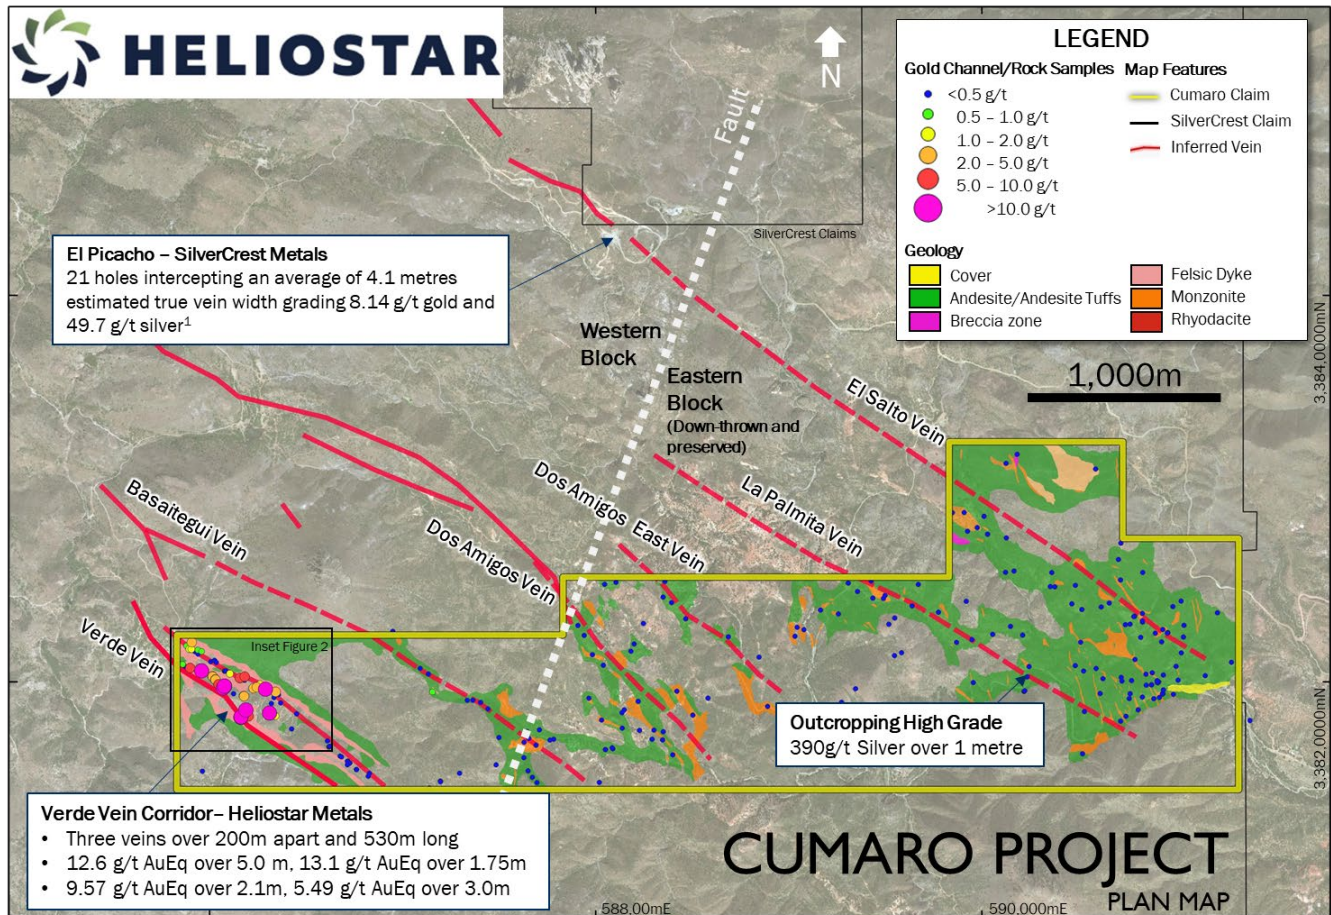 HELIOSTAR
N
Fault
LEGEND
Gold Channel/Rock Samples
<0.5 g/t
0.5 – 1.0 g/t
1.0 – 2.0 g/t
2.0 – 5.0 g/t
5.0 – 10.0 g/t
>10.0 g/t
Map Features
Cumaro Claim
SilverCrest Claim
Inferred Vein
Geology
Cover
Andesite/Andesite Tuffs
Breccia zone
Felsic Dyke
Monzonite
Rhyodacite
SilverCrest Claims
El Picacho – SilverCrest Metals
21 holes intercepting an average of 4.1 metres
estimated true vein width grading 8.14 g/t gold and
49.7 g/t silver1
Western
Block
Eastern
Block
(Down-thrown and
preserved)
1,000m
3,384,0000mN
El Salto Vein
La Palmita Vein
Dos Amigos East Vein
Dos Amigos Vein
Basaitegui Vein
Verde Vein
Inset Figure 2
Outcropping High Grade
390g/t Silver over 1 metre
3,382,0000mN
Verde Vein Corridor– Heliostar Metals
• Three veins over 200m apart and 530m long
• 12.6 g/t AuEq over 5.0 m, 13.1 g/t AuEq over 1.75m
• 9.57 g/t AuEq over 2.1m, 5.49 g/t AuEq over 3.0m
CUMARO PROJECT
PLAN MAP
588,00mE
590,000mE